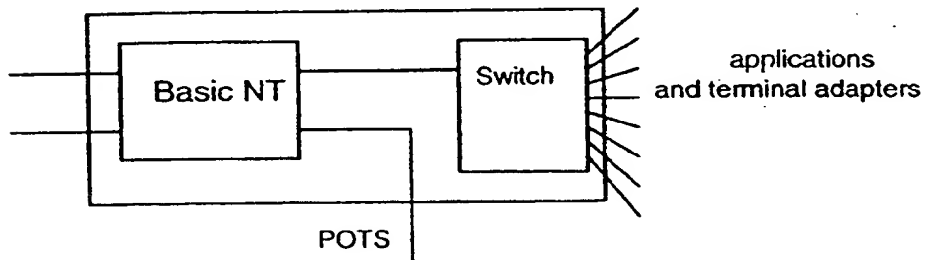 Basic NT
Switch
applications
and terminal adapters
POTS